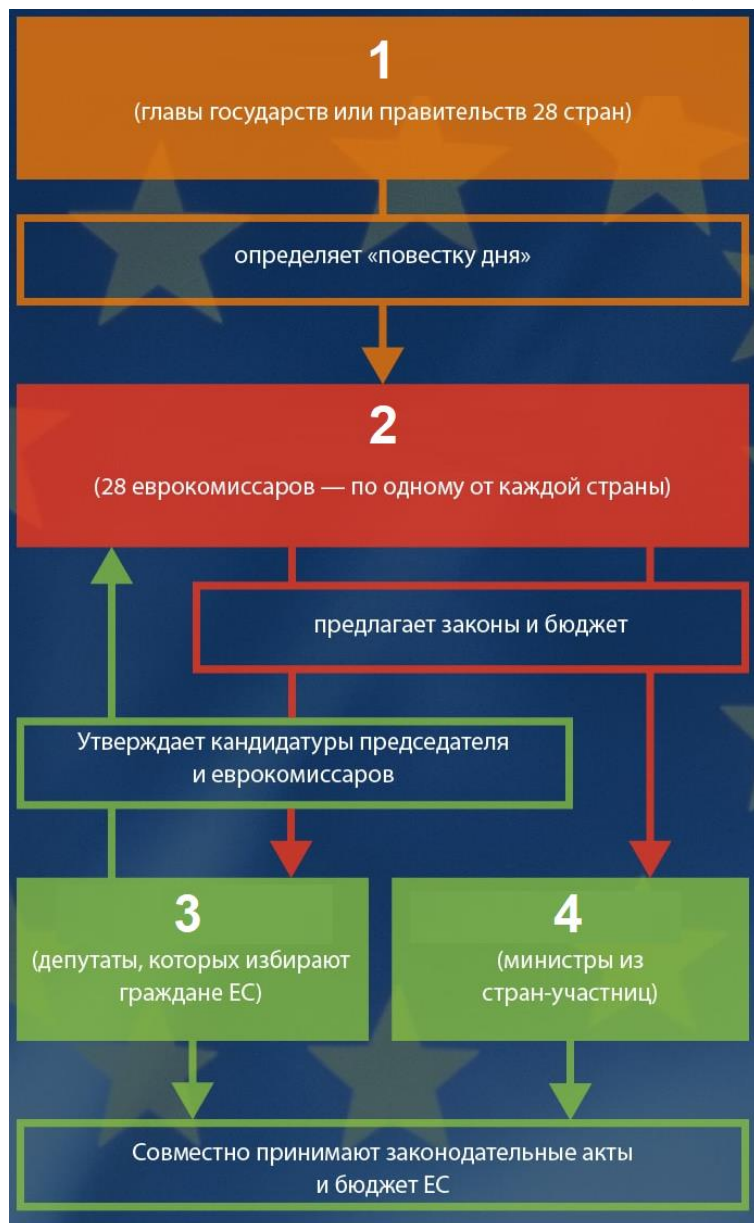 1
(главы государств или правительств 28 стран)
определяет «повестку дня»
2
(28 еврокомиссаров — по одному от каждой страны)
предлагает законы и бюджет
Утверждает кандидатуры председателя
и еврокомиссаров
3
(депутаты, которых избирают
граждане ЕС)
4
(министры из
стран-участниц)
Совместно принимают законодательные акты
и бюджет ЕС